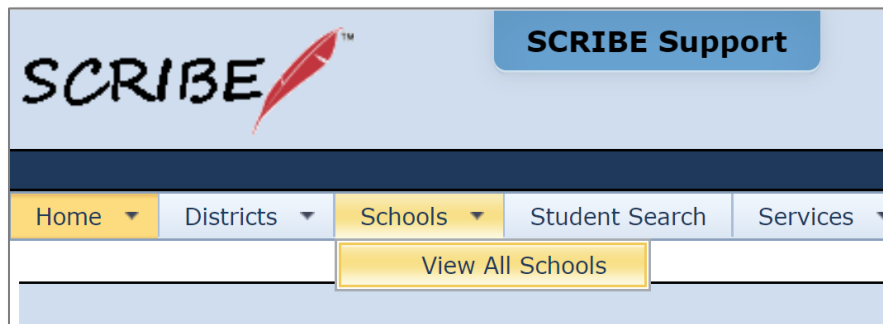 SCRIBE™
SCRIBE Support
Home Districts Schools Student Search Services
View All Schools